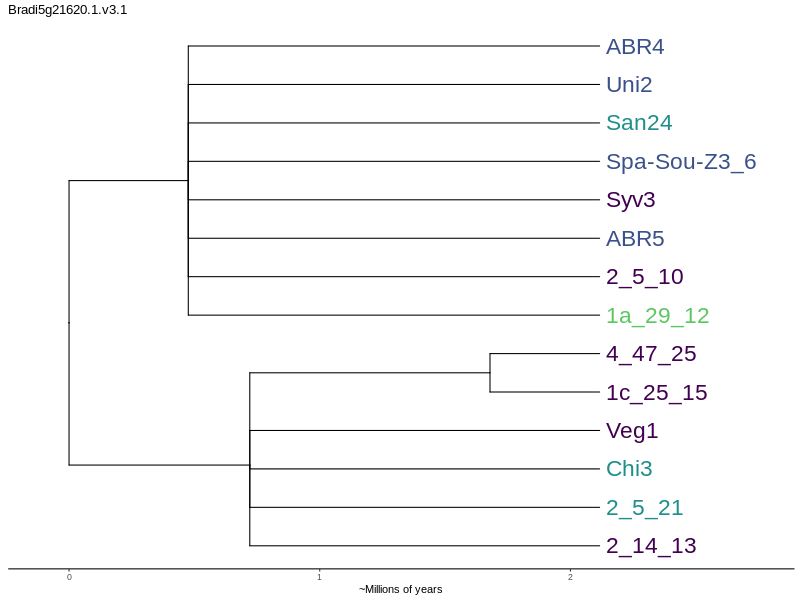 Bradi5g21620.1.v3.1
ABR4
Uni2
San24
Spa-Sou-Z3_6
Syv3
ABR5
2_5_10
1a_29_12
4_47_25
1c_25_15
Veg1
Chi3
2_5_21
2_14_13
0 1 2
~Millions of years